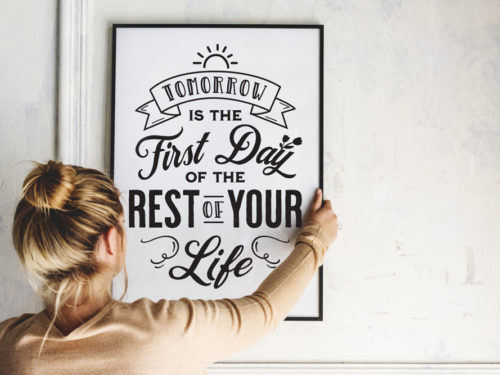 TOMORROW
IS THE
First Day
OF THE
REST OF YOUR
Life